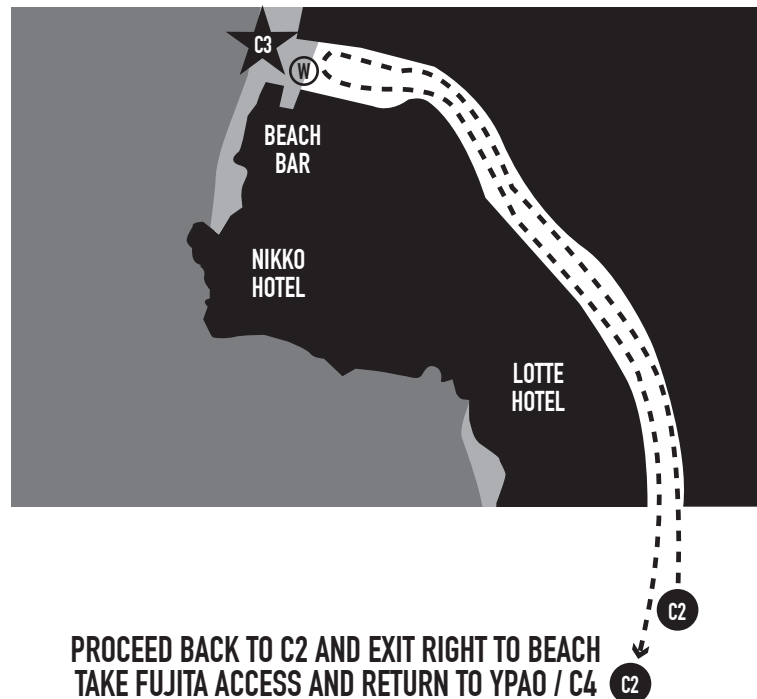 C3
W
BEACH
BAR
NIKKO
HOTEL
LOTTE
HOTEL
C2
PROCEED BACK TO C2 AND EXIT RIGHT TO BEACH
TAKE FUJITA ACCESS AND RETURN TO YPAO / C4 C2